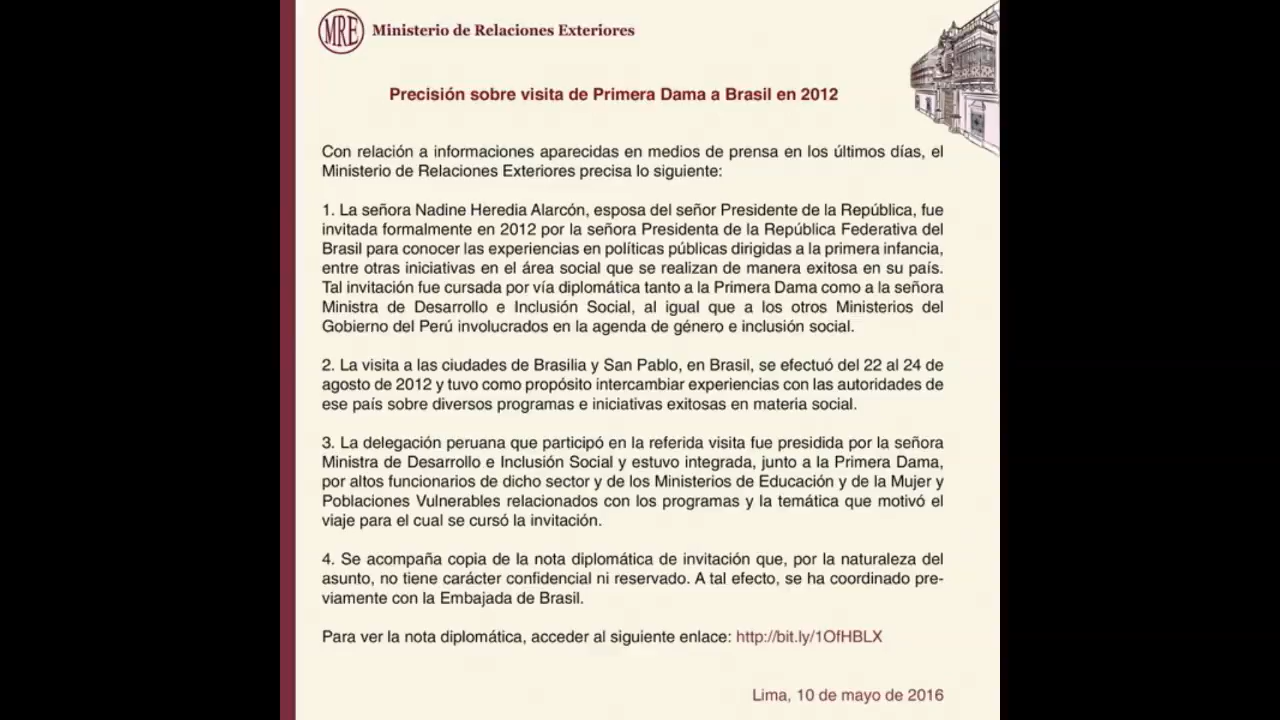 MRE Ministerio de Relaciones Exteriores
Precisión sobre visita de Primera Dama a Brasil en 2012
Con relación a informaciones aparecidas en medios de prensa en los últimos días, el
Ministerio de Relaciones Exteriores precisa lo siguiente:
1. La señora Nadine Heredia Alarcón, esposa del señor Presidente de la República, fue
invitada formalmente en 2012 por la señora Presidenta de la República Federativa del
Brasil para conocer las experiencias en políticas públicas dirigidas a la primera infancia,
entre otras iniciativas en el área social que se realizan de manera exitosa en su país.
Tal invitación fue cursada por vía diplomática tanto a la Primera Dama como a la señora
Ministra de Desarrollo e Inclusión Social, al igual que a los otros Ministerios del
Gobierno del Perú involucrados en la agenda de género e inclusión social.
2. La visita a las ciudades de Brasilia y San Pablo, en Brasil, se efectuó del 22 al 24 de
agosto de 2012 y tuvo como propósito intercambiar experiencias con las autoridades de
ese país sobre diversos programas e iniciativas exitosas en materia social.
3. La delegación peruana que participó en la referida visita fue presidida por la señora
Ministra de Desarrollo e Inclusión Social y estuvo integrada, junto a la Primera Dama,
por altos funcionarios de dicho sector y de los Ministerios de Educación y de la Mujer y
Poblaciones Vulnerables relacionados con los programas y la temática que motivó el
viaje para el cual se cursó la invitación.
4. Se acompaña copia de la nota diplomática de invitación que, por la naturaleza del
asunto, no tiene carácter confidencial ni reservado. A tal efecto, se ha coordinado pre-
viamente con la Embajada de Brasil.
Para ver la nota diplomática, acceder al siguiente enlace: http://bit.ly/1OfHBLX
Lima, 10 de mayo de 2016